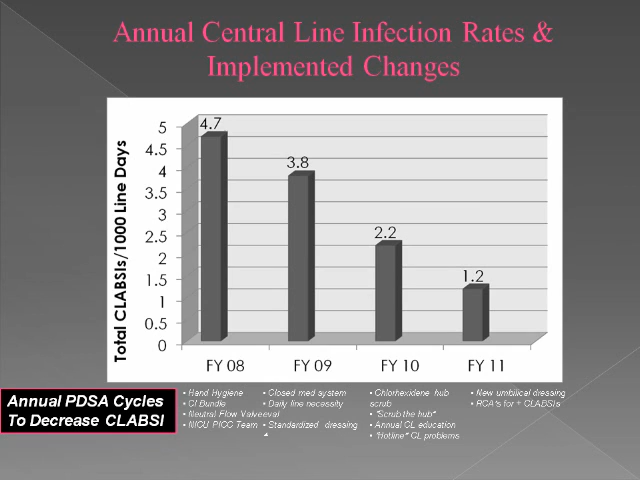 Annual Central Line Infection Rates &
Implemented Changes
Total CLABSIs/1000 Line Days
5
4.5
4
3.5
3
2.5
2
1.5
1
0.5
0
4.7
3.8
2.2
1.2
FY 08
FY 09
FY 10
FY 11
Annual PDSA Cycles
To Decrease CLABSI
• Hand Hygiene
• Cl Bundle
• Neutral Flow Valve
• NICU PICC Team
• Closed med system
• Daily line necessity
eval
• Standardized dressing
• Chlorhexidene hub
scrub
• "Scrub the hub"
• Annual CL education
• "Hotline" CL problems
• New umbilical dressing
• RCA's for + CLABSIs